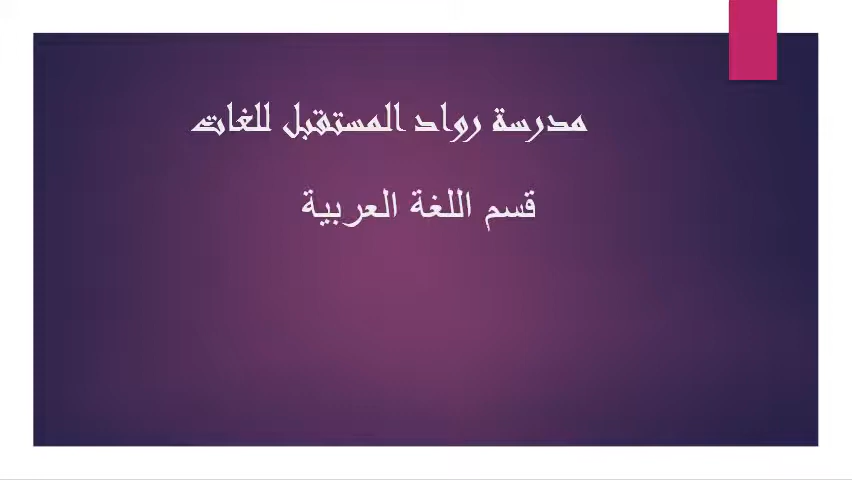 مدرسة رواد المستقبل للغات
قسم اللغة العربية